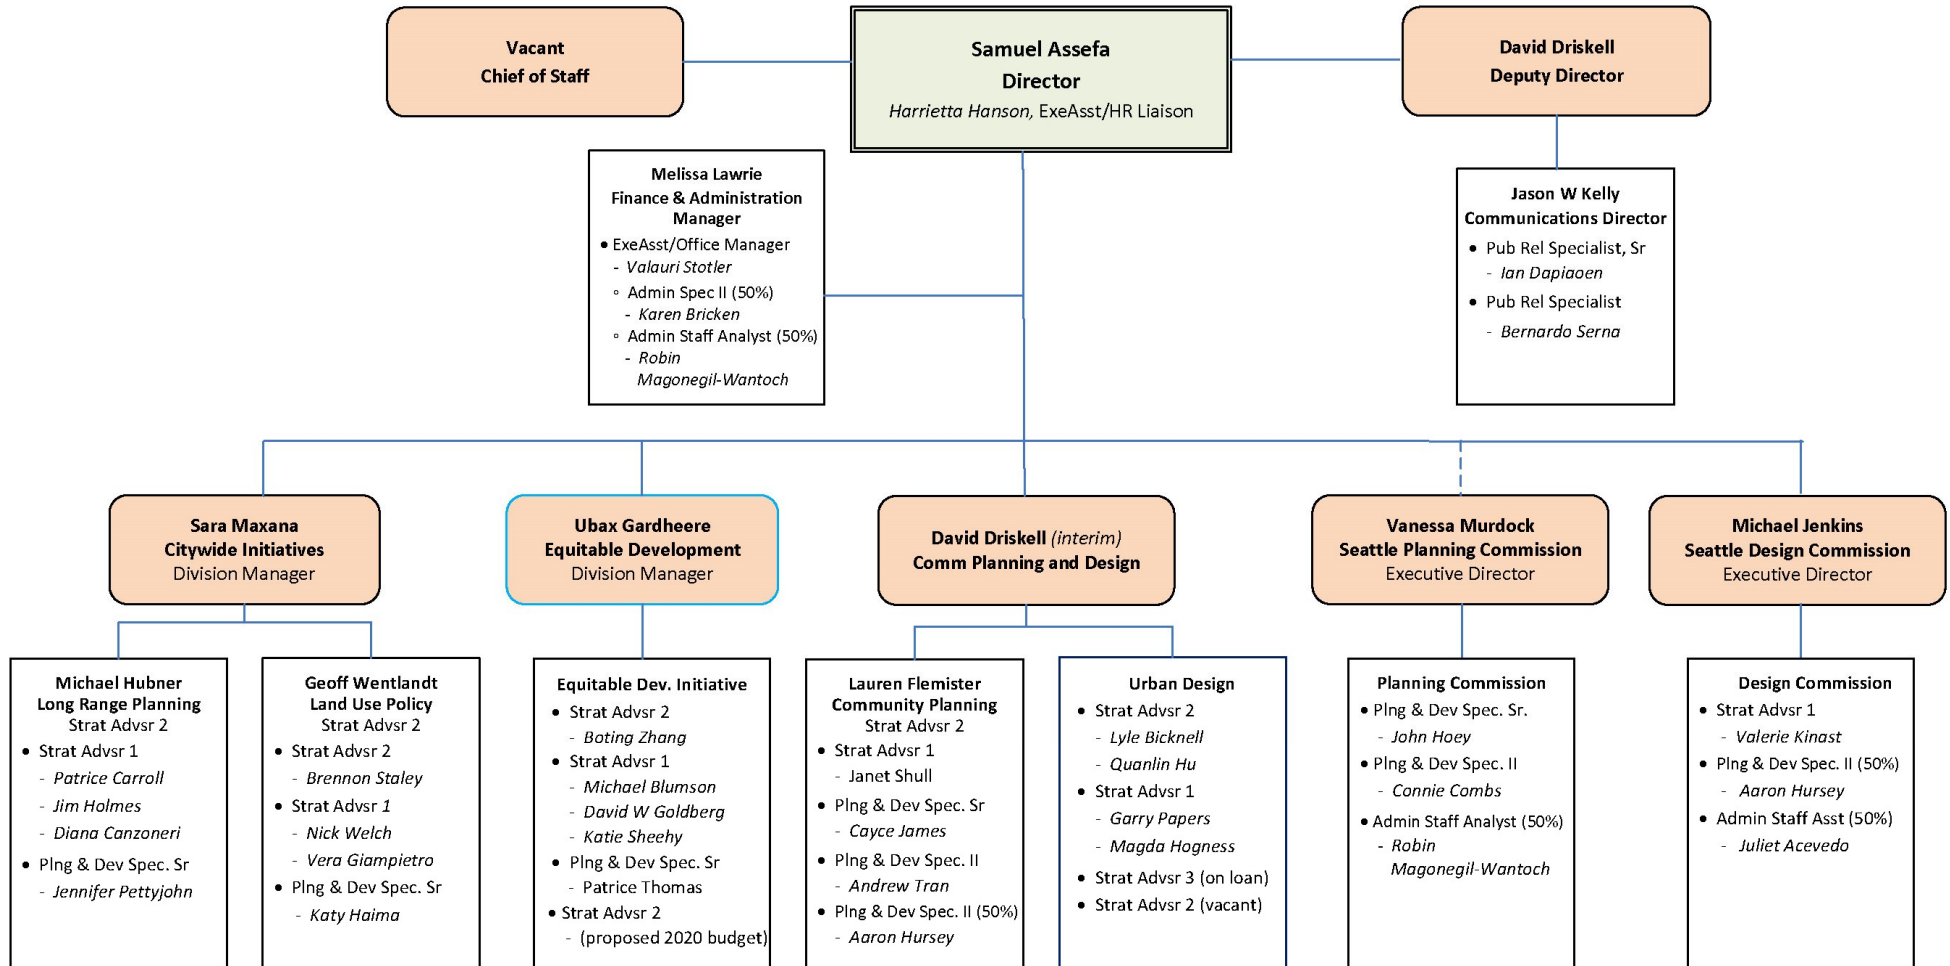 Vacant
Chief of Staff
Samuel Assefa
Director
Harrietta Hanson, ExeAsst/HR Liaison
David Driskell
Deputy Director
Melissa Lawrie
Finance & Administration
Manager
• ExeAsst/Office Manager
- Valauri Stotler
◦ Admin Spec II (50%)
- Karen Bricken
◦ Admin Staff Analyst (50%)
- Robin
Magonegil-Wantoch
Jason W Kelly
Communications Director
• Pub Rel Specialist, Sr
- Ian Dapiaoen
• Pub Rel Specialist
- Bernardo Serna
Sara Maxana
Citywide Initiatives
Division Manager
Ubax Gardheere
Equitable Development
Division Manager
David Driskell (interim)
Comm Planning and Design
Vanessa Murdock
Seattle Planning Commission
Executive Director
Michael Jenkins
Seattle Design Commission
Executive Director
Michael Hubner
Long Range Planning
Strat Advsr 2
• Strat Advsr 1
- Patrice Carroll
- Jim Holmes
- Diana Canzoneri
• Plng & Dev Spec. Sr
- Jennifer Pettyjohn
Geoff Wentlandt
Land Use Policy
Strat Advsr 2
• Strat Advsr 2
- Brennon Staley
• Strat Advsr 1
- Nick Welch
- Vera Giampietro
• Plng & Dev Spec. Sr
- Katy Haima
Equitable Dev. Initiative
• Strat Advsr 2
- Boting Zhang
• Strat Advsr 1
- Michael Blumson
- David W Goldberg
- Katie Sheehy
• Plng & Dev Spec. Sr
- Patrice Thomas
• Strat Advsr 2
- (proposed 2020 budget)
Lauren Flemister
Community Planning
Strat Advsr 2
• Strat Advsr 1
- Janet Shull
• Plng & Dev Spec. Sr
- Cayce James
• Plng & Dev Spec. II
- Andrew Tran
• Plng & Dev Spec. II (50%)
- Aaron Hursey
Urban Design
• Strat Advsr 2
- Lyle Bicknell
- Quanlin Hu
• Strat Advsr 1
- Garry Papers
- Magda Hogness
• Strat Advsr 3 (on loan)
• Strat Advsr 2 (vacant)
Planning Commission
• Plng & Dev Spec. Sr.
- John Hoey
• Plng & Dev Spec. II
- Connie Combs
• Admin Staff Analyst (50%)
- Robin
Magonegil-Wantoch
Design Commission
• Strat Advsr 1
- Valerie Kinast
• Plng & Dev Spec. II (50%)
- Aaron Hursey
• Admin Staff Asst (50%)
- Juliet Acevedo